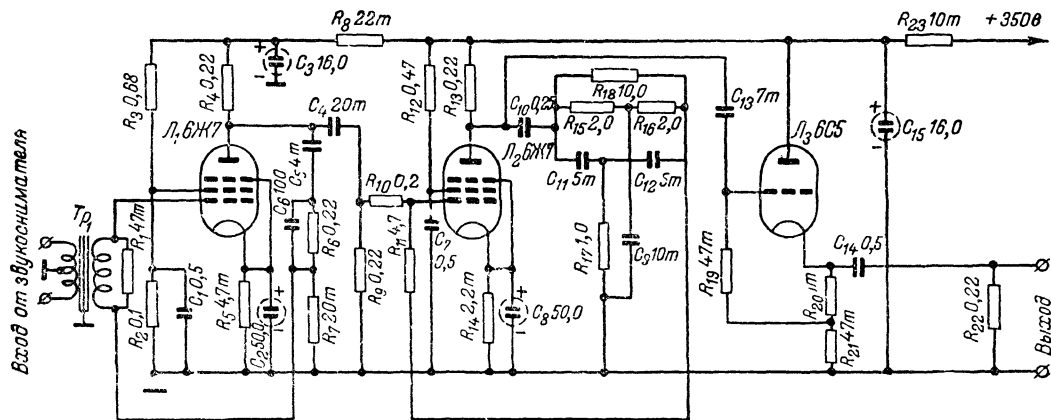 R₈ 22т
R₂₃ 10т
+350в
R₃ 0,68
R₄ 0,22
C₃ 16,0
R₁₂ 0,47
R₁₃ 0,22
R₁₈ 10,0
C₄ 20т
C₁₀ 0,25
R₁₅ 2,0
R₁₆ 2,0
C₁₃ 7т
Л₁ 6Ж7
Л₂ 6Ж7
Л₃ 6С5
C₁₅ 16,0
C₅ 4т
C₁₁ 5т
C₁₂ 5т
Вход от звукоснимателя
Тр₁
R₁ 47т
C₆ 100
R₆ 0,22
R₁₀ 0,2
R₁₁ 4,7
C₇ 0,5
R₁₇ 1,0
C₉ 10т
R₁₉ 47т
C₁₄ 0,5
R₂ 0,1
C₁ 0,5
R₅ 4,7т
C₂ 50,0
R₇ 20т
R₉ 0,22
R₁₄ 2,2т
C₈ 50,0
R₂₀ 1т
R₂₁ 47т
R₂₂ 0,22
Выход